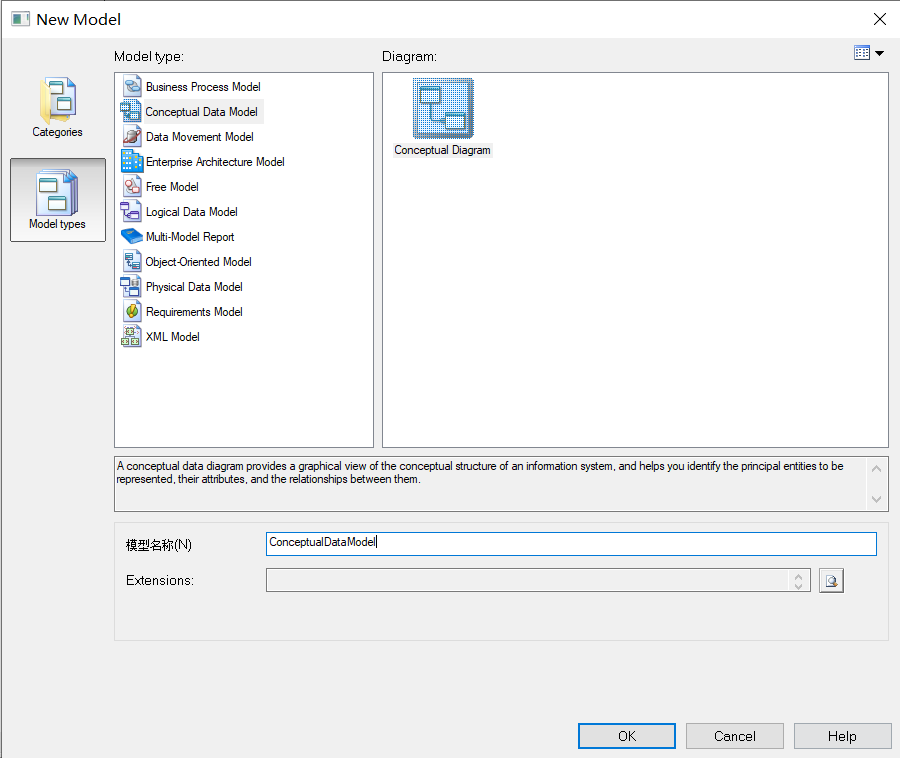 New Model
Model type:
Diagram:
Categories
Model types
Business Process Model
Conceptual Data Model
Data Movement Model
Enterprise Architecture Model
Free Model
Logical Data Model
Multi-Model Report
Object-Oriented Model
Physical Data Model
Requirements Model
XML Model
Conceptual Diagram
A conceptual data diagram provides a graphical view of the conceptual structure of an information system, and helps you identify the principal entities to be
represented, their attributes, and the relationships between them.
模型名称(N)
ConceptualDataModel
Extensions:
OK
Cancel
Help